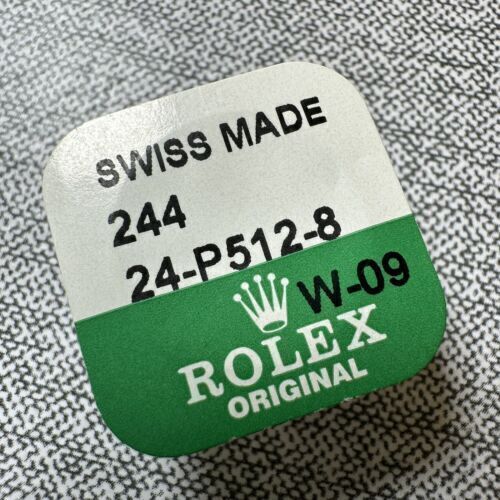 SWISS MADE
244
24-P512-8
W-09
ROLEX
ORIGINAL